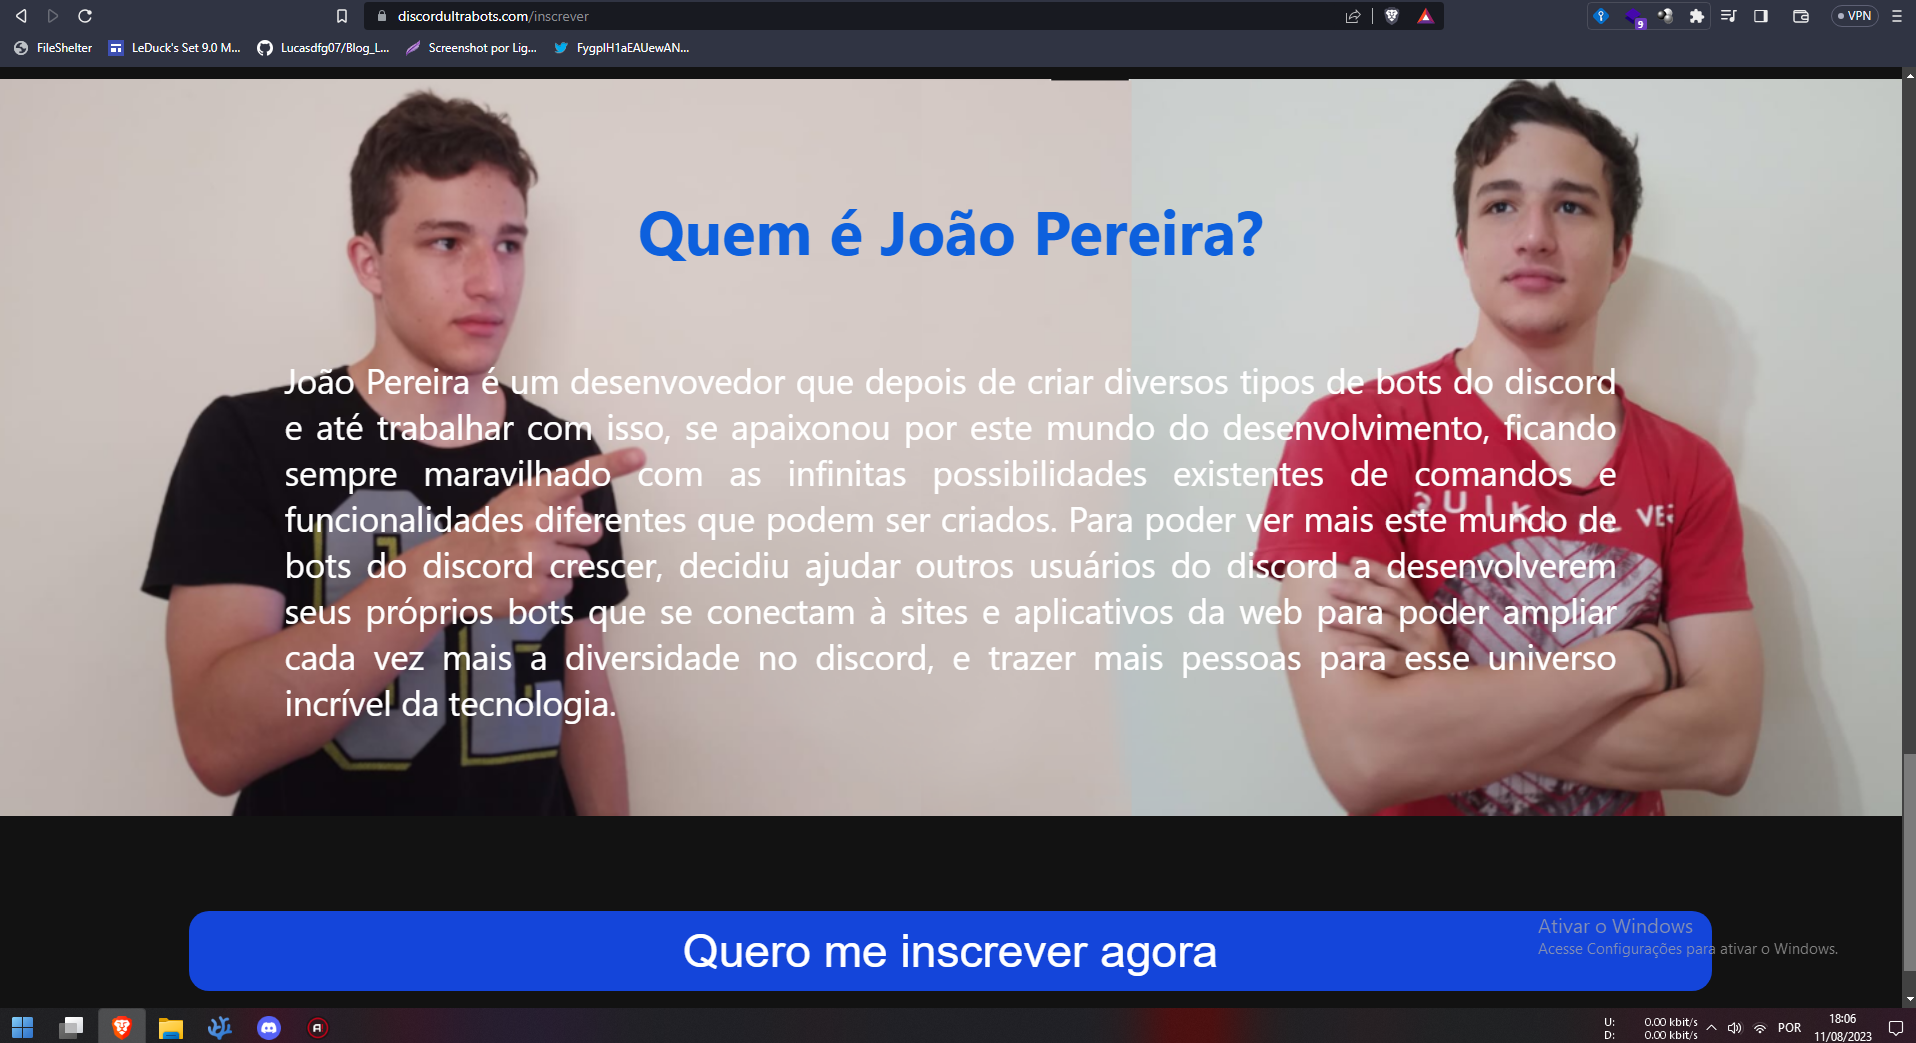 discordultrabots.com/inscrever
VPN
9
FileShelter
LeDuck's Set 9.0 M...
Lucasdfg07/Blog_L...
Screenshot por Lig...
FygpIH1aEAUewAN...
Quem é João Pereira?
João Pereira é um desenvovedor que depois de criar diversos tipos de bots do discord
e até trabalhar com isso, se apaixonou por este mundo do desenvolvimento, ficando
sempre maravilhado com as infinitas possibilidades existentes de comandos e
funcionalidades diferentes que podem ser criados. Para poder ver mais este mundo de
bots do discord crescer, decidiu ajudar outros usuários do discord a desenvolverem
seus próprios bots que se conectam à sites e aplicativos da web para poder ampliar
cada vez mais a diversidade no discord, e trazer mais pessoas para esse universo
incrível da tecnologia.
Quero me inscrever agora
Ativar o Windows
Acesse Configurações para ativar o Windows.
U: 0.00 kbit/s
D: 0.00 kbit/s
POR
18:06
11/08/2023